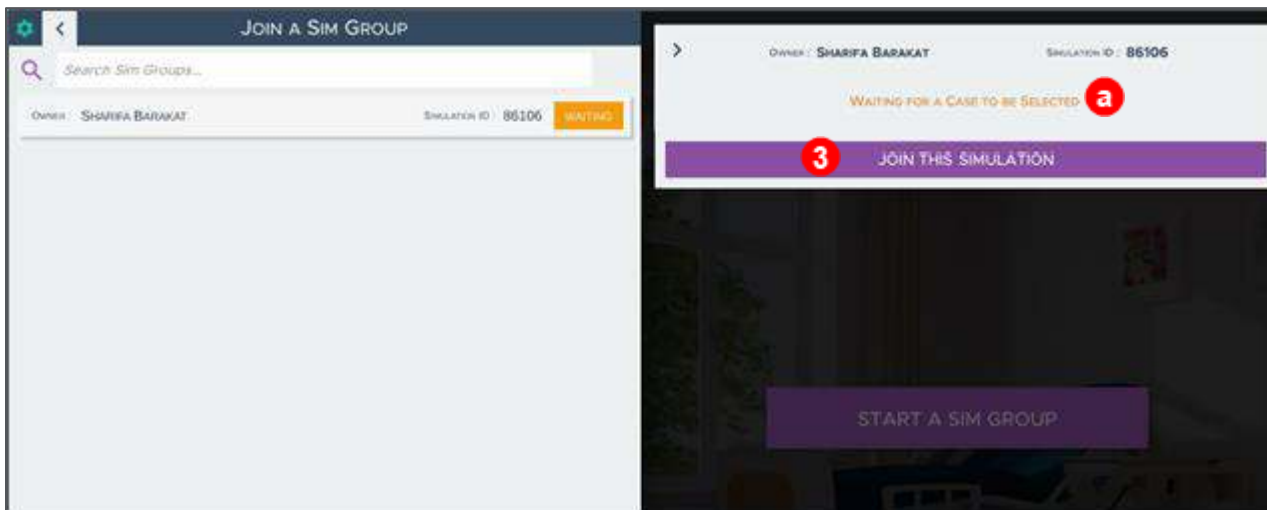 JOIN A SIM GROUP
Search Sim Groups...
OWNER : SHARIFA BARAKAT SIMULATION ID : 86106 WAITING
OWNER : SHARIFA BARAKAT SIMULATION ID : 86106
WAITING FOR A CASE TO BE SELECTED a
3 JOIN THIS SIMULATION
START A SIM GROUP